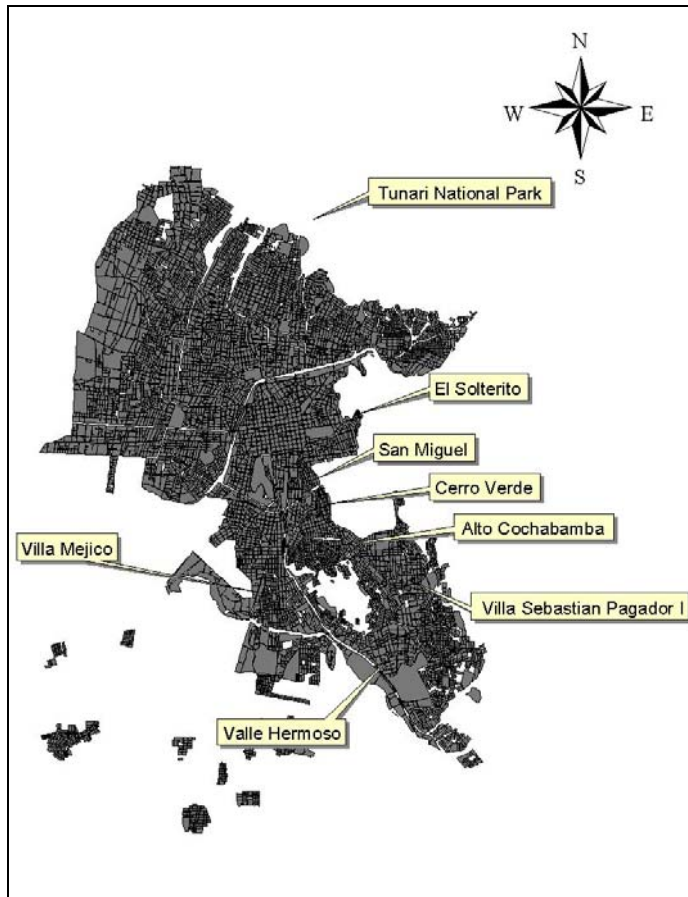 N
W E
S
Tunari National Park
El Solterito
San Miguel
Cerro Verde
Alto Cochabamba
Villa Mejico
Villa Sebastian Pagador I
Valle Hermoso